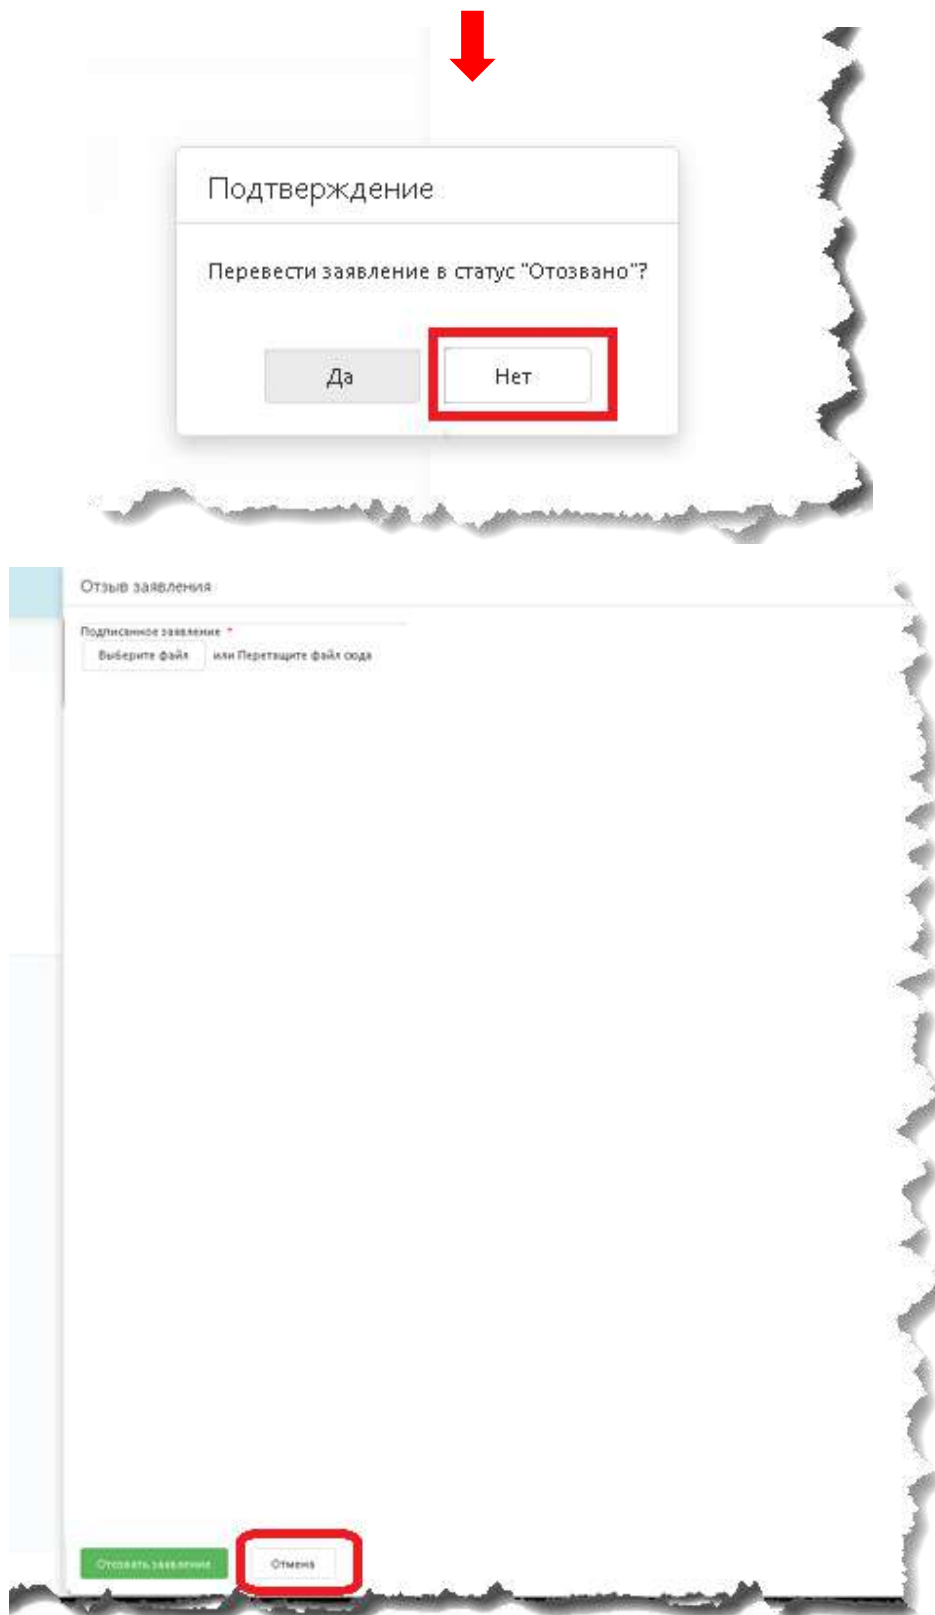 Подтверждение
Перевести заявление в статус "Отозвано"?
Да
Нет
Отзыв заявления
Подписанное заявление *
Выберите файл или Перетащите файл сюда
Отозвать заявление
Отмена